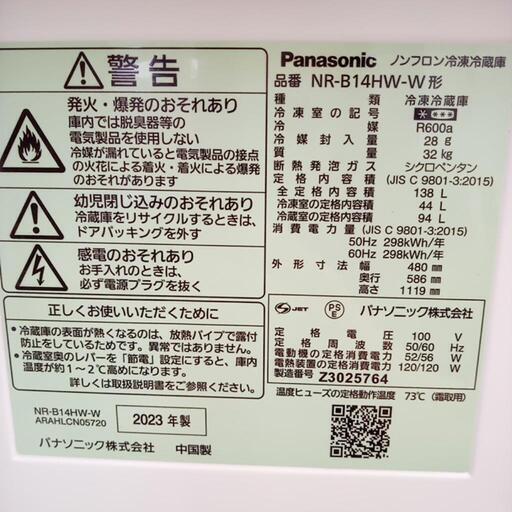 警告
発火・爆発のおそれあり
庫内では脱臭器等の
電気製品を使用しない
冷媒が漏れていると電気製品の接点
の火花による着火・着火による爆発
のおそれあり
幼児閉じ込みのおそれあり
冷蔵庫をリサイクルするときは、
ドアパッキングを外す
感電のおそれあり
お手入れのときは、
必ず電源プラグを抜く
正しくお使いいただくために
●冷蔵庫の表面が熱くなるのは、放熱パイプで露付
防止をしているためです。異常ではありません。
●冷蔵室奥のレバーを「節電」設定にすると、庫内
温度が約1～2℃高めになります。
詳しくは取扱説明書をご参照ください。
NR-B14HW-W
ARAHLCN05720
2023 年製
パナソニック株式会社
中国製
Panasonic ノンフロン冷凍冷蔵庫
品番 NR-B14HW-W形
種類 冷凍冷蔵庫
冷凍室の記号 ****
冷媒 R600a
冷媒封入量 28 g
質量 32 kg
断熱発泡ガス シクロペンタン
定格内容積 (JIS C 9801-3:2015)
全定格内容積 138 L
冷凍室の定格内容積 44 L
冷蔵室の定格内容積 94 L
消費電力量 (JIS C 9801-3:2015)
50Hz 298kWh/年
60Hz 298kWh/年
外形寸法 幅 480 mm
奥行 586 mm
高さ 1119 mm
S-JET
PS
E
パナソニック株式会社
定格電圧 100 V
定格周波数 50/60 Hz
電動機の定格消費電力 52/56 W
電熱装置の定格消費電力 120/120 W
製造番号 Z3025764
温度ヒューズの定格動作温度 73℃ (霜取用)